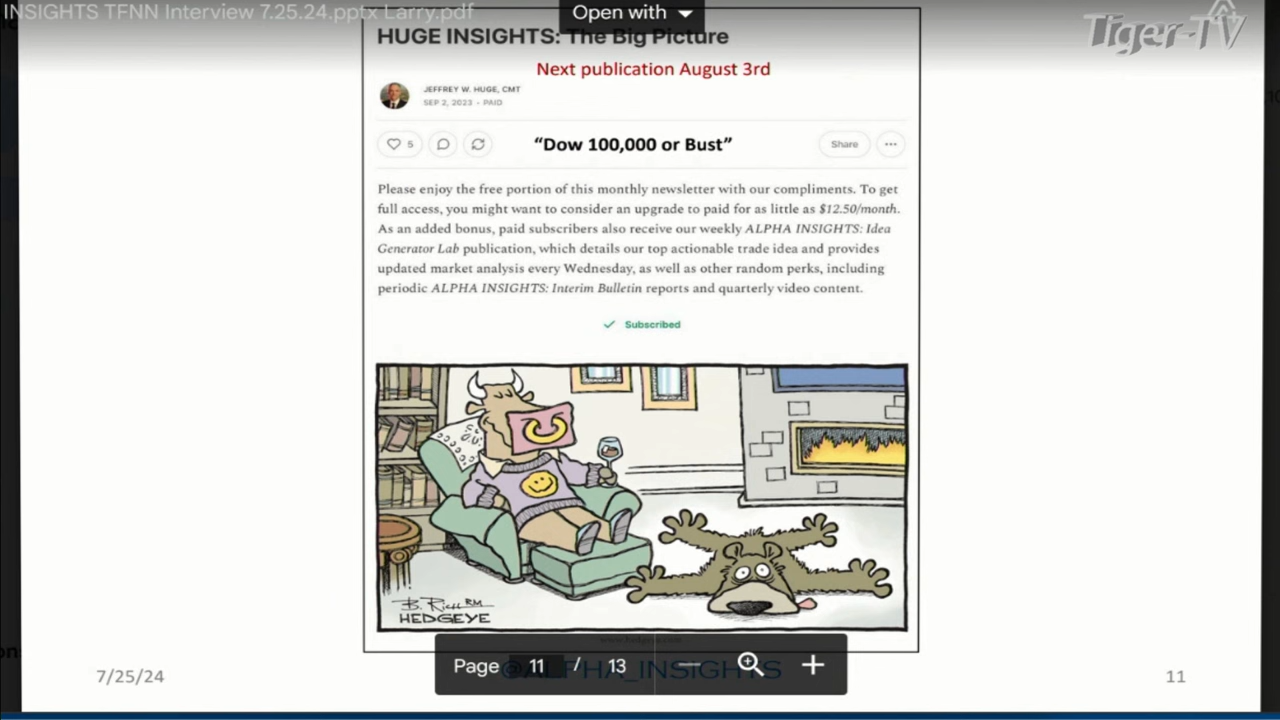 INSIGHTS TFNN Interview 7.25.24.pptx Larry.pdf
Open with
Tiger-TV
HUGE INSIGHTS: The Big Picture
Next publication August 3rd
JEFFREY W. HUGE, CMT
SEP 2, 2023 • PAID
5
“Dow 100,000 or Bust”
Share
Please enjoy the free portion of this monthly newsletter with our compliments. To get
full access, you might want to consider an upgrade to paid for as little as $12.50/month.
As an added bonus, paid subscribers also receive our weekly ALPHA INSIGHTS: Idea
Generator Lab publication, which details our top actionable trade idea and provides
updated market analysis every Wednesday, as well as other random perks, including
periodic ALPHA INSIGHTS: Interim Bulletin reports and quarterly video content.
Subscribed
HEDGEYE
Page 11 / 13
@ALPHA_INSIGHTS
7/25/24
11